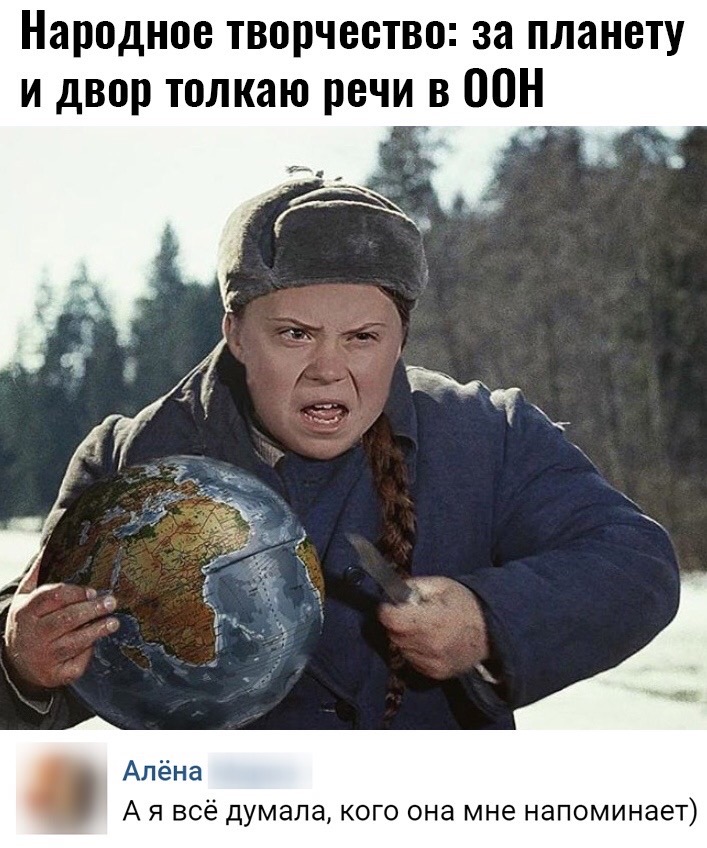 Народное творчество: за планету
и двор толкаю речи в ООН
Алёна
А я всё думала, кого она мне напоминает)